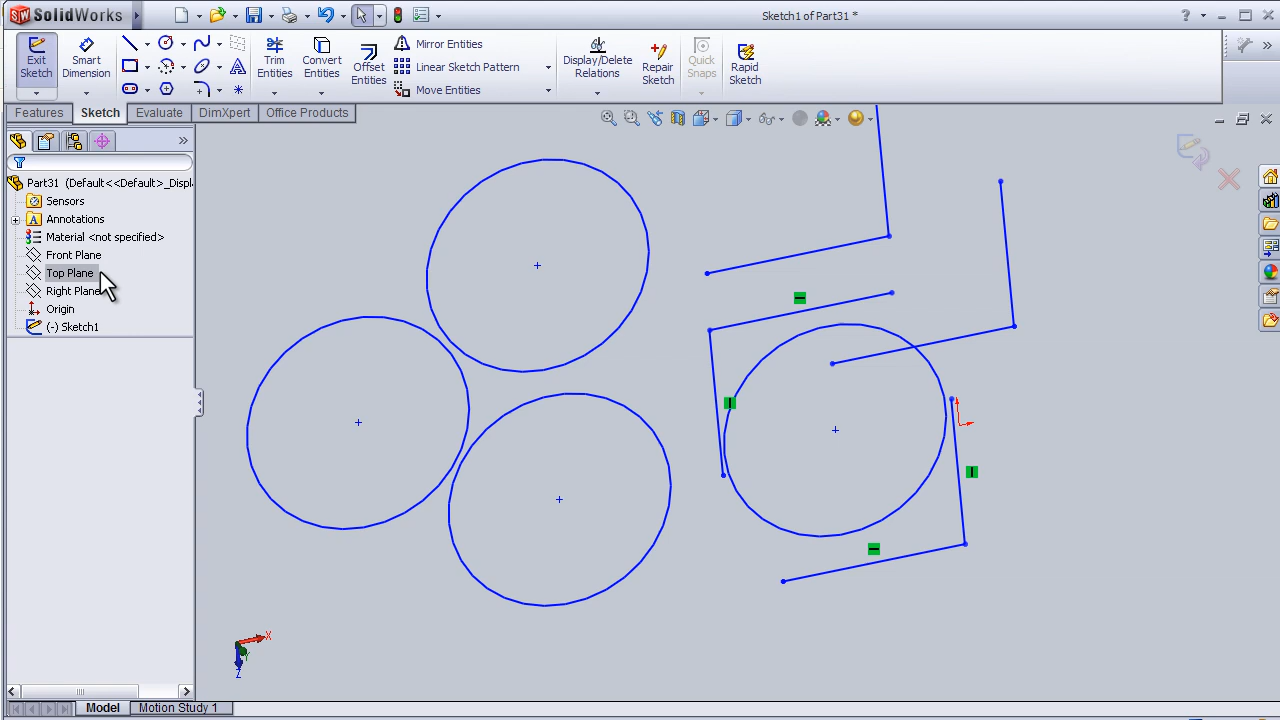 SolidWorks
Sketch1 of Part31 *
?
Exit Sketch
Smart Dimension
Trim Entities
Convert Entities
Offset Entities
Mirror Entities
Linear Sketch Pattern
Move Entities
Display/Delete Relations
Repair Sketch
Quick Snaps
Rapid Sketch
Features
Sketch
Evaluate
DimXpert
Office Products
Part31 (Default<<Default>_Displ
Sensors
A
Annotations
Material <not specified>
Front Plane
Top Plane
Right Plane
Origin
(-) Sketch1
X
Y
Z
Model
Motion Study 1